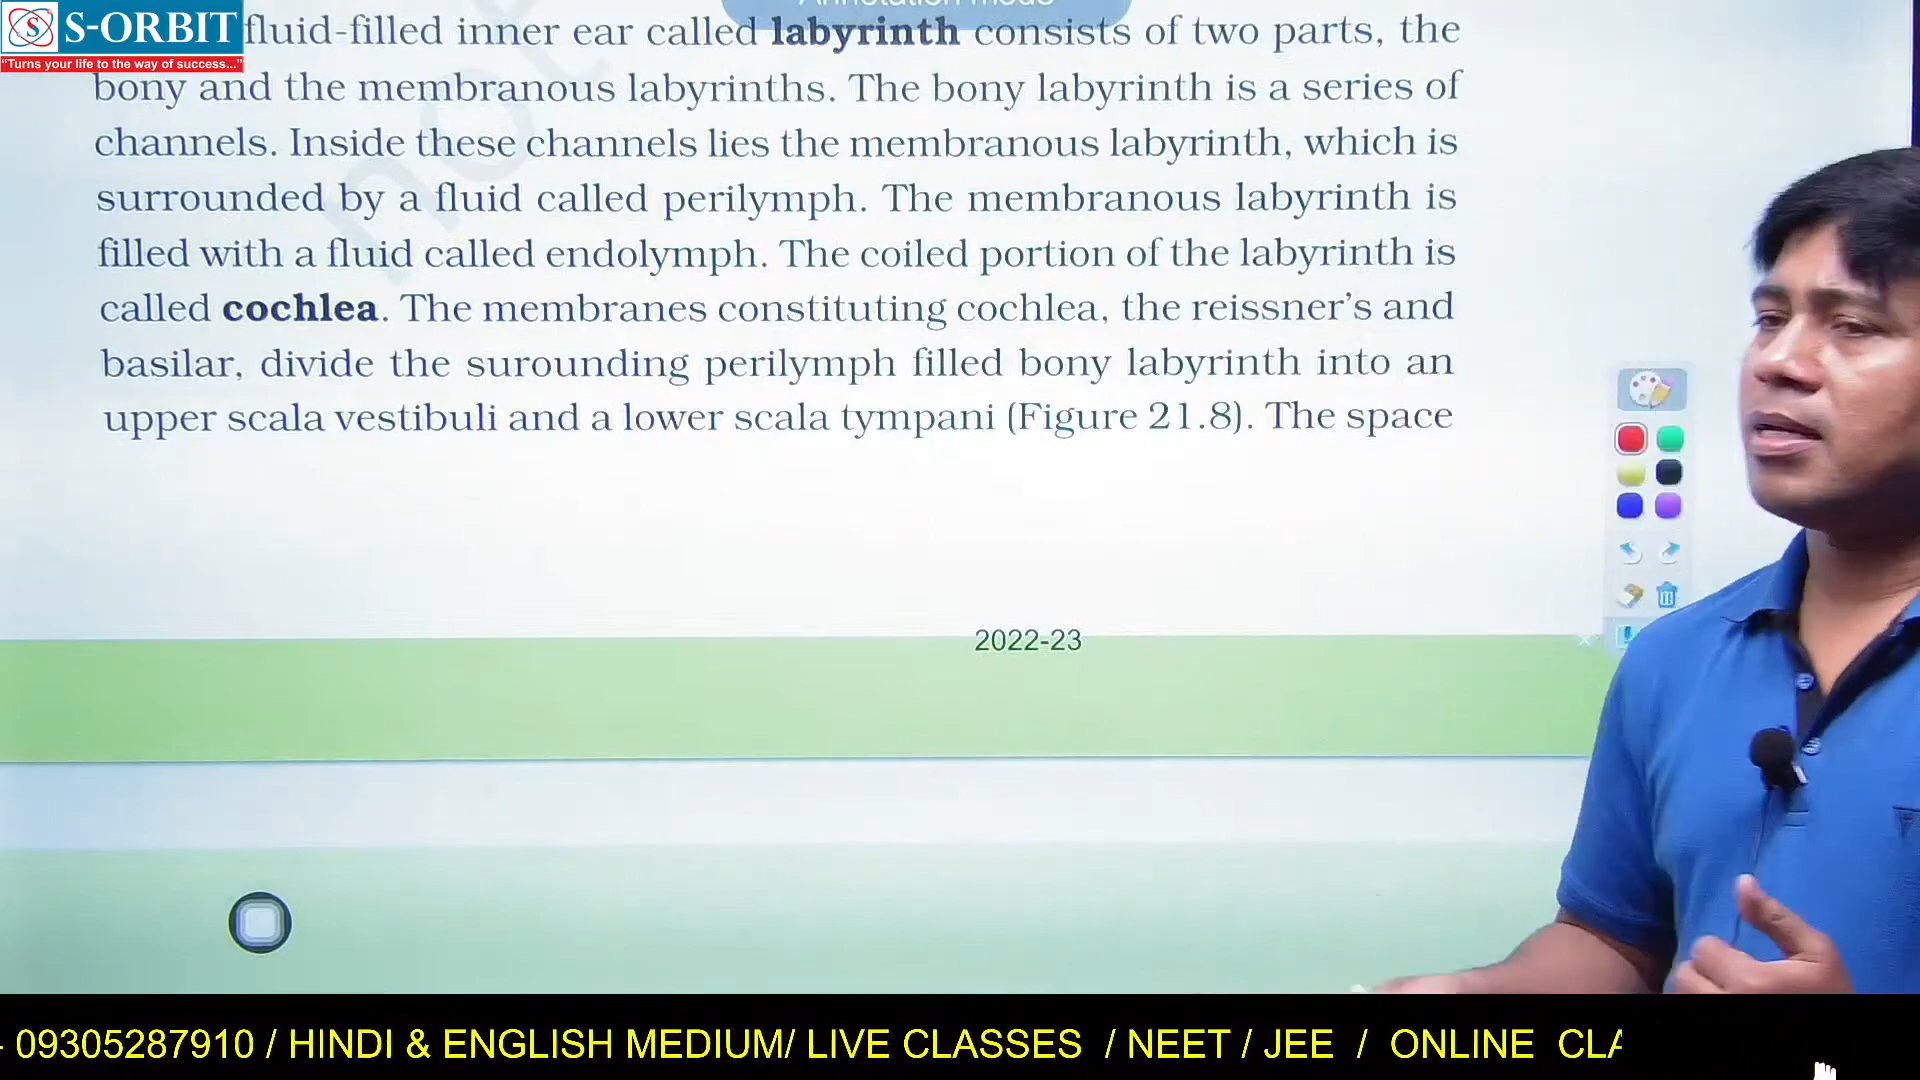 Annotation mode
S S-ORBIT
"Turns your life to the way of success..."
fluid-filled inner ear called labyrinth consists of two parts, the
bony and the membranous labyrinths. The bony labyrinth is a series of
channels. Inside these channels lies the membranous labyrinth, which is
surrounded by a fluid called perilymph. The membranous labyrinth is
filled with a fluid called endolymph. The coiled portion of the labyrinth is
called cochlea. The membranes constituting cochlea, the reissner's and
basilar, divide the surounding perilymph filled bony labyrinth into an
upper scala vestibuli and a lower scala tympani (Figure 21.8). The space
2022-23
- 09305287910 / HINDI & ENGLISH MEDIUM/ LIVE CLASSES / NEET / JEE / ONLINE CLA